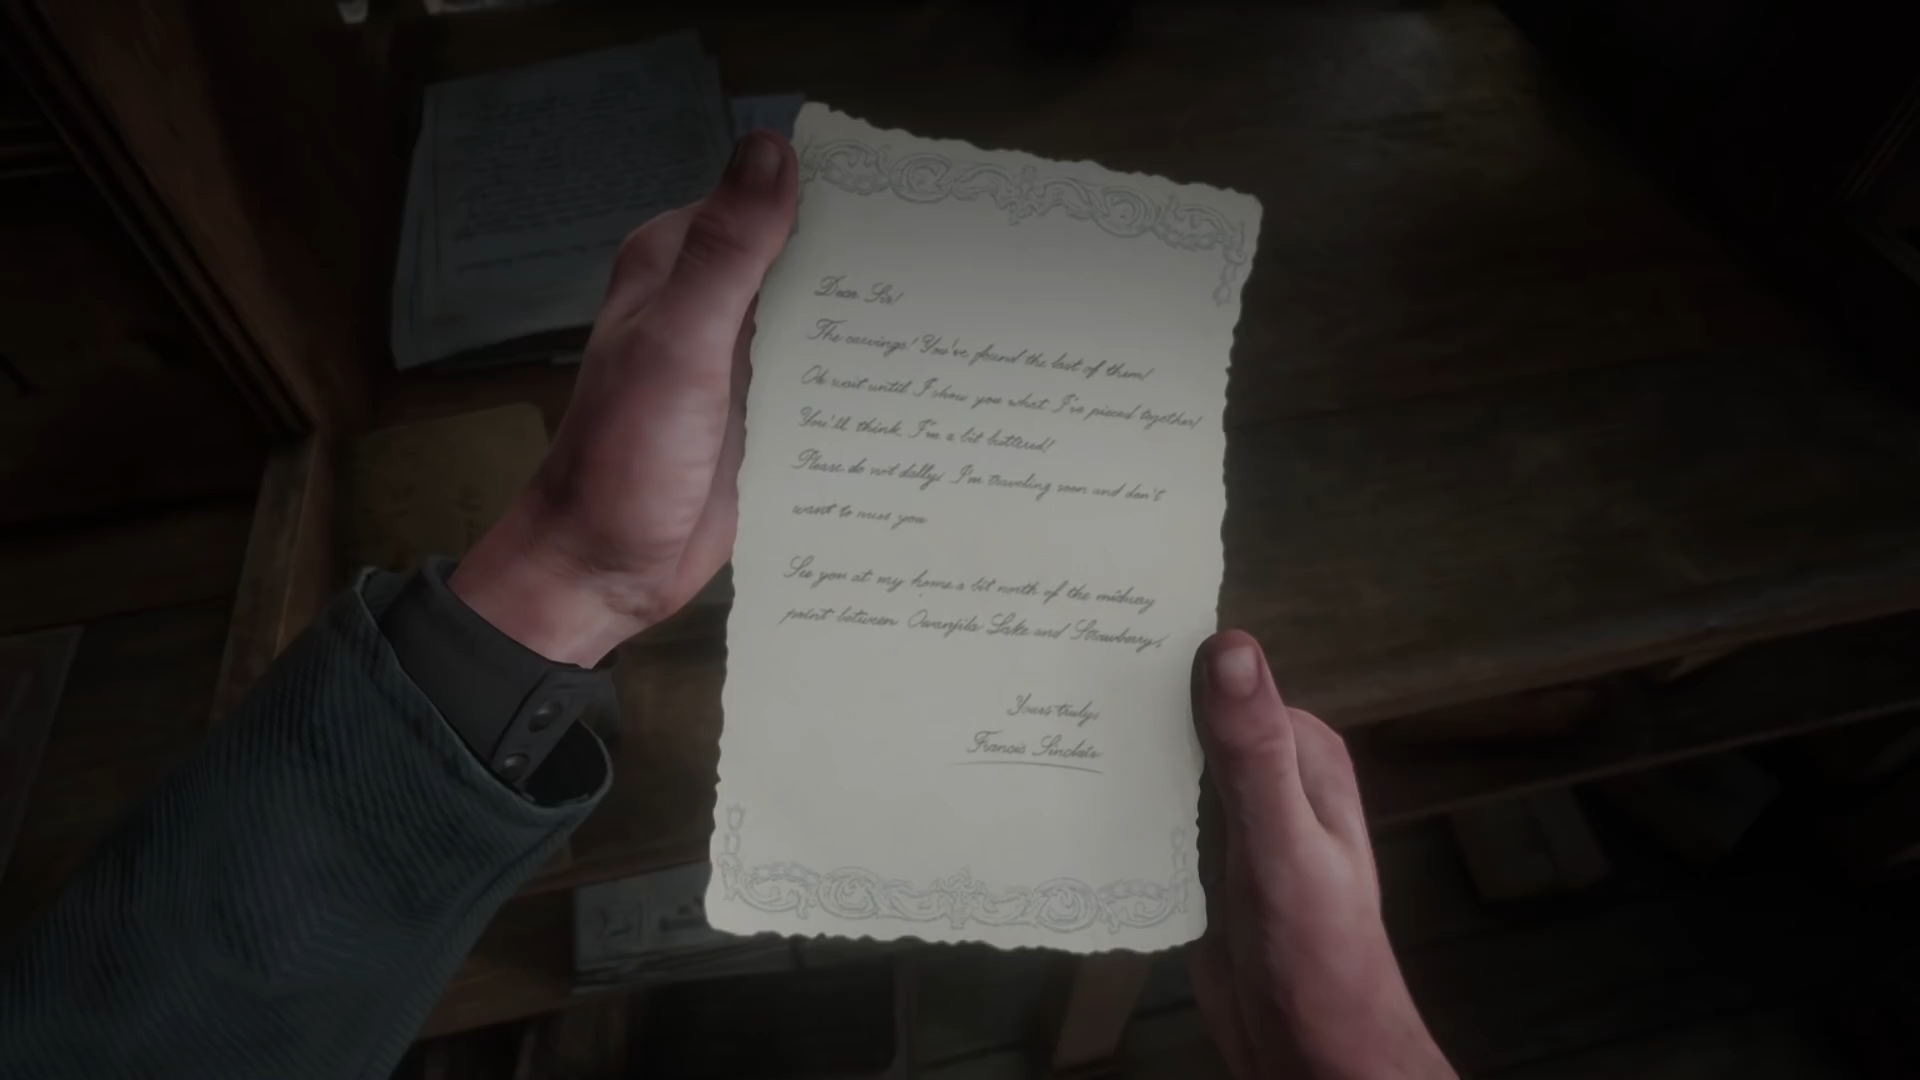 Dear Sir!
The carvings! You've found the last of them!
Oh wait until I show you what I've pieced together!
You'll think I'm a bit buttered!
Please do not dally; I'm traveling soon and don't
want to miss you
See you at my home a bit north of the midway
point between Owanjila Lake and Strawberry,
Yours truly,
Francis Sinclair